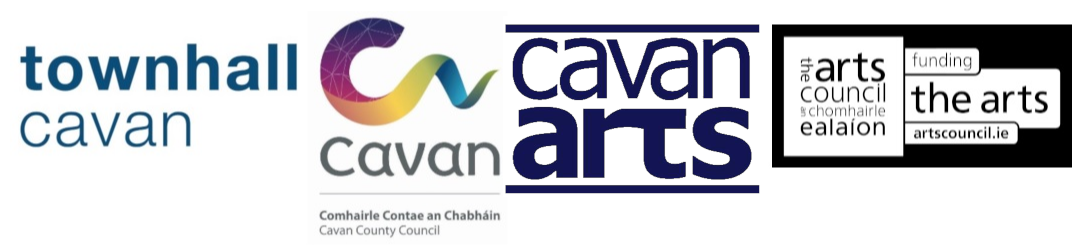 townhall
cavan
Cavan
Comhairle Contae an Chabháin
Cavan County Council
cavan
arts
the arts
council
chomhairle
ealaíon
funding
the arts
artscouncil.ie